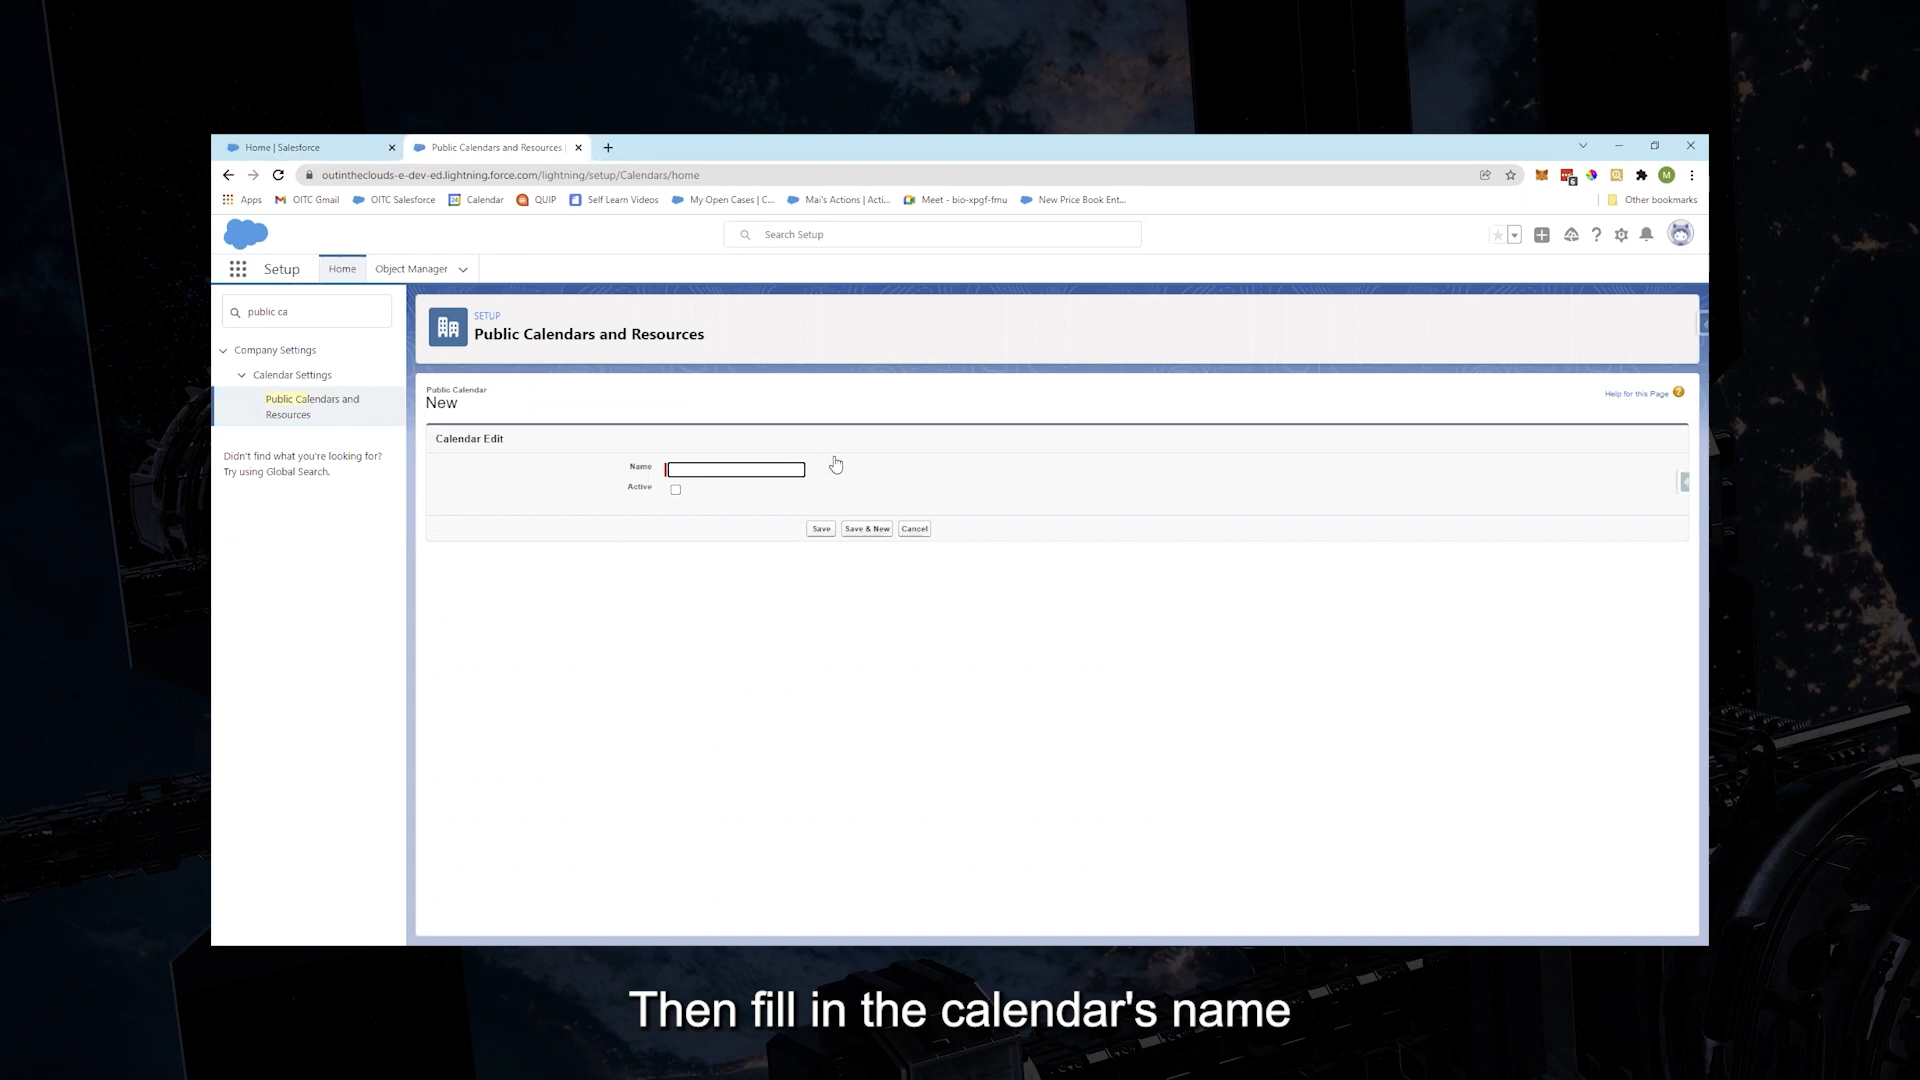 Home | Salesforce
Public Calendars and Resources |
outintheclouds-e-dev-ed.lightning.force.com/lightning/setup/Calendars/home
M
Apps
OITC Gmail
OITC Salesforce
Calendar
QUIP
Self Learn Videos
My Open Cases | C...
Mai's Actions | Acti...
Meet - bio-xpgf-fmu
New Price Book Ent...
Other bookmarks
Search Setup
Setup
Home
Object Manager
public ca
Company Settings
Calendar Settings
Public Calendars and
Resources
Didn't find what you're looking for?
Try using Global Search.
SETUP
Public Calendars and Resources
Public Calendar
New
Help for this Page
Calendar Edit
Name
Active
Save
Save & New
Cancel
Then fill in the calendar's name